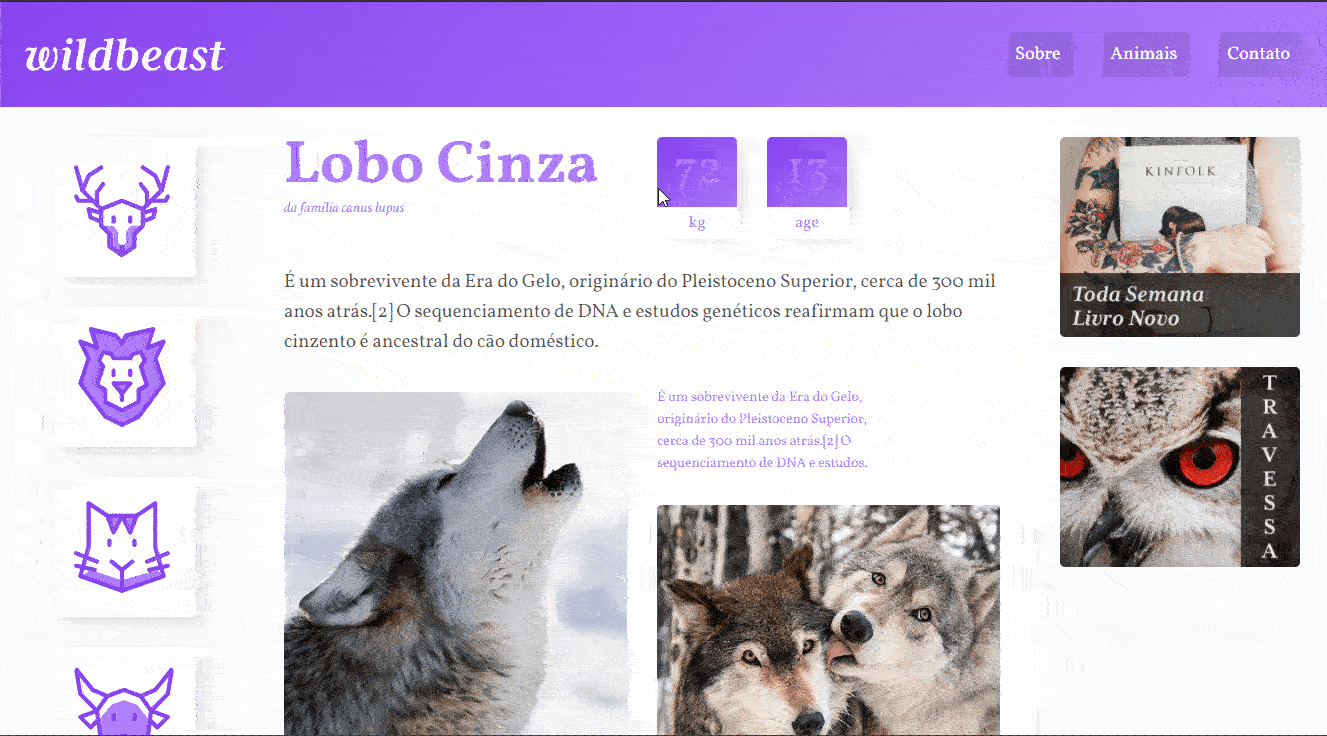 wildbeast
Sobre
Animais
Contato
Lobo Cinza
da família canus lupus
72
kg
13
age
É um sobrevivente da Era do Gelo, originário do Pleistoceno Superior, cerca de 300 mil
anos atrás.[2] O sequenciamento de DNA e estudos genéticos reafirmam que o lobo
cinzento é ancestral do cão doméstico.
É um sobrevivente da Era do Gelo,
originário do Pleistoceno Superior,
cerca de 300 mil anos atrás.[2] O
sequenciamento de DNA e estudos.
KINFOLK
Toda Semana
Livro Novo
TRAVESSA